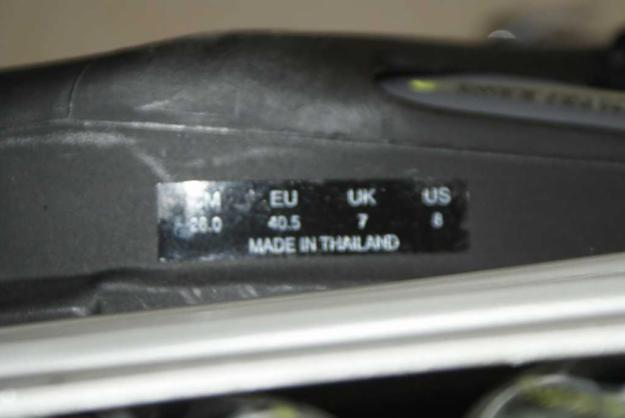 CM EU UK US
26.0 40.5 7 8
MADE IN THAILAND